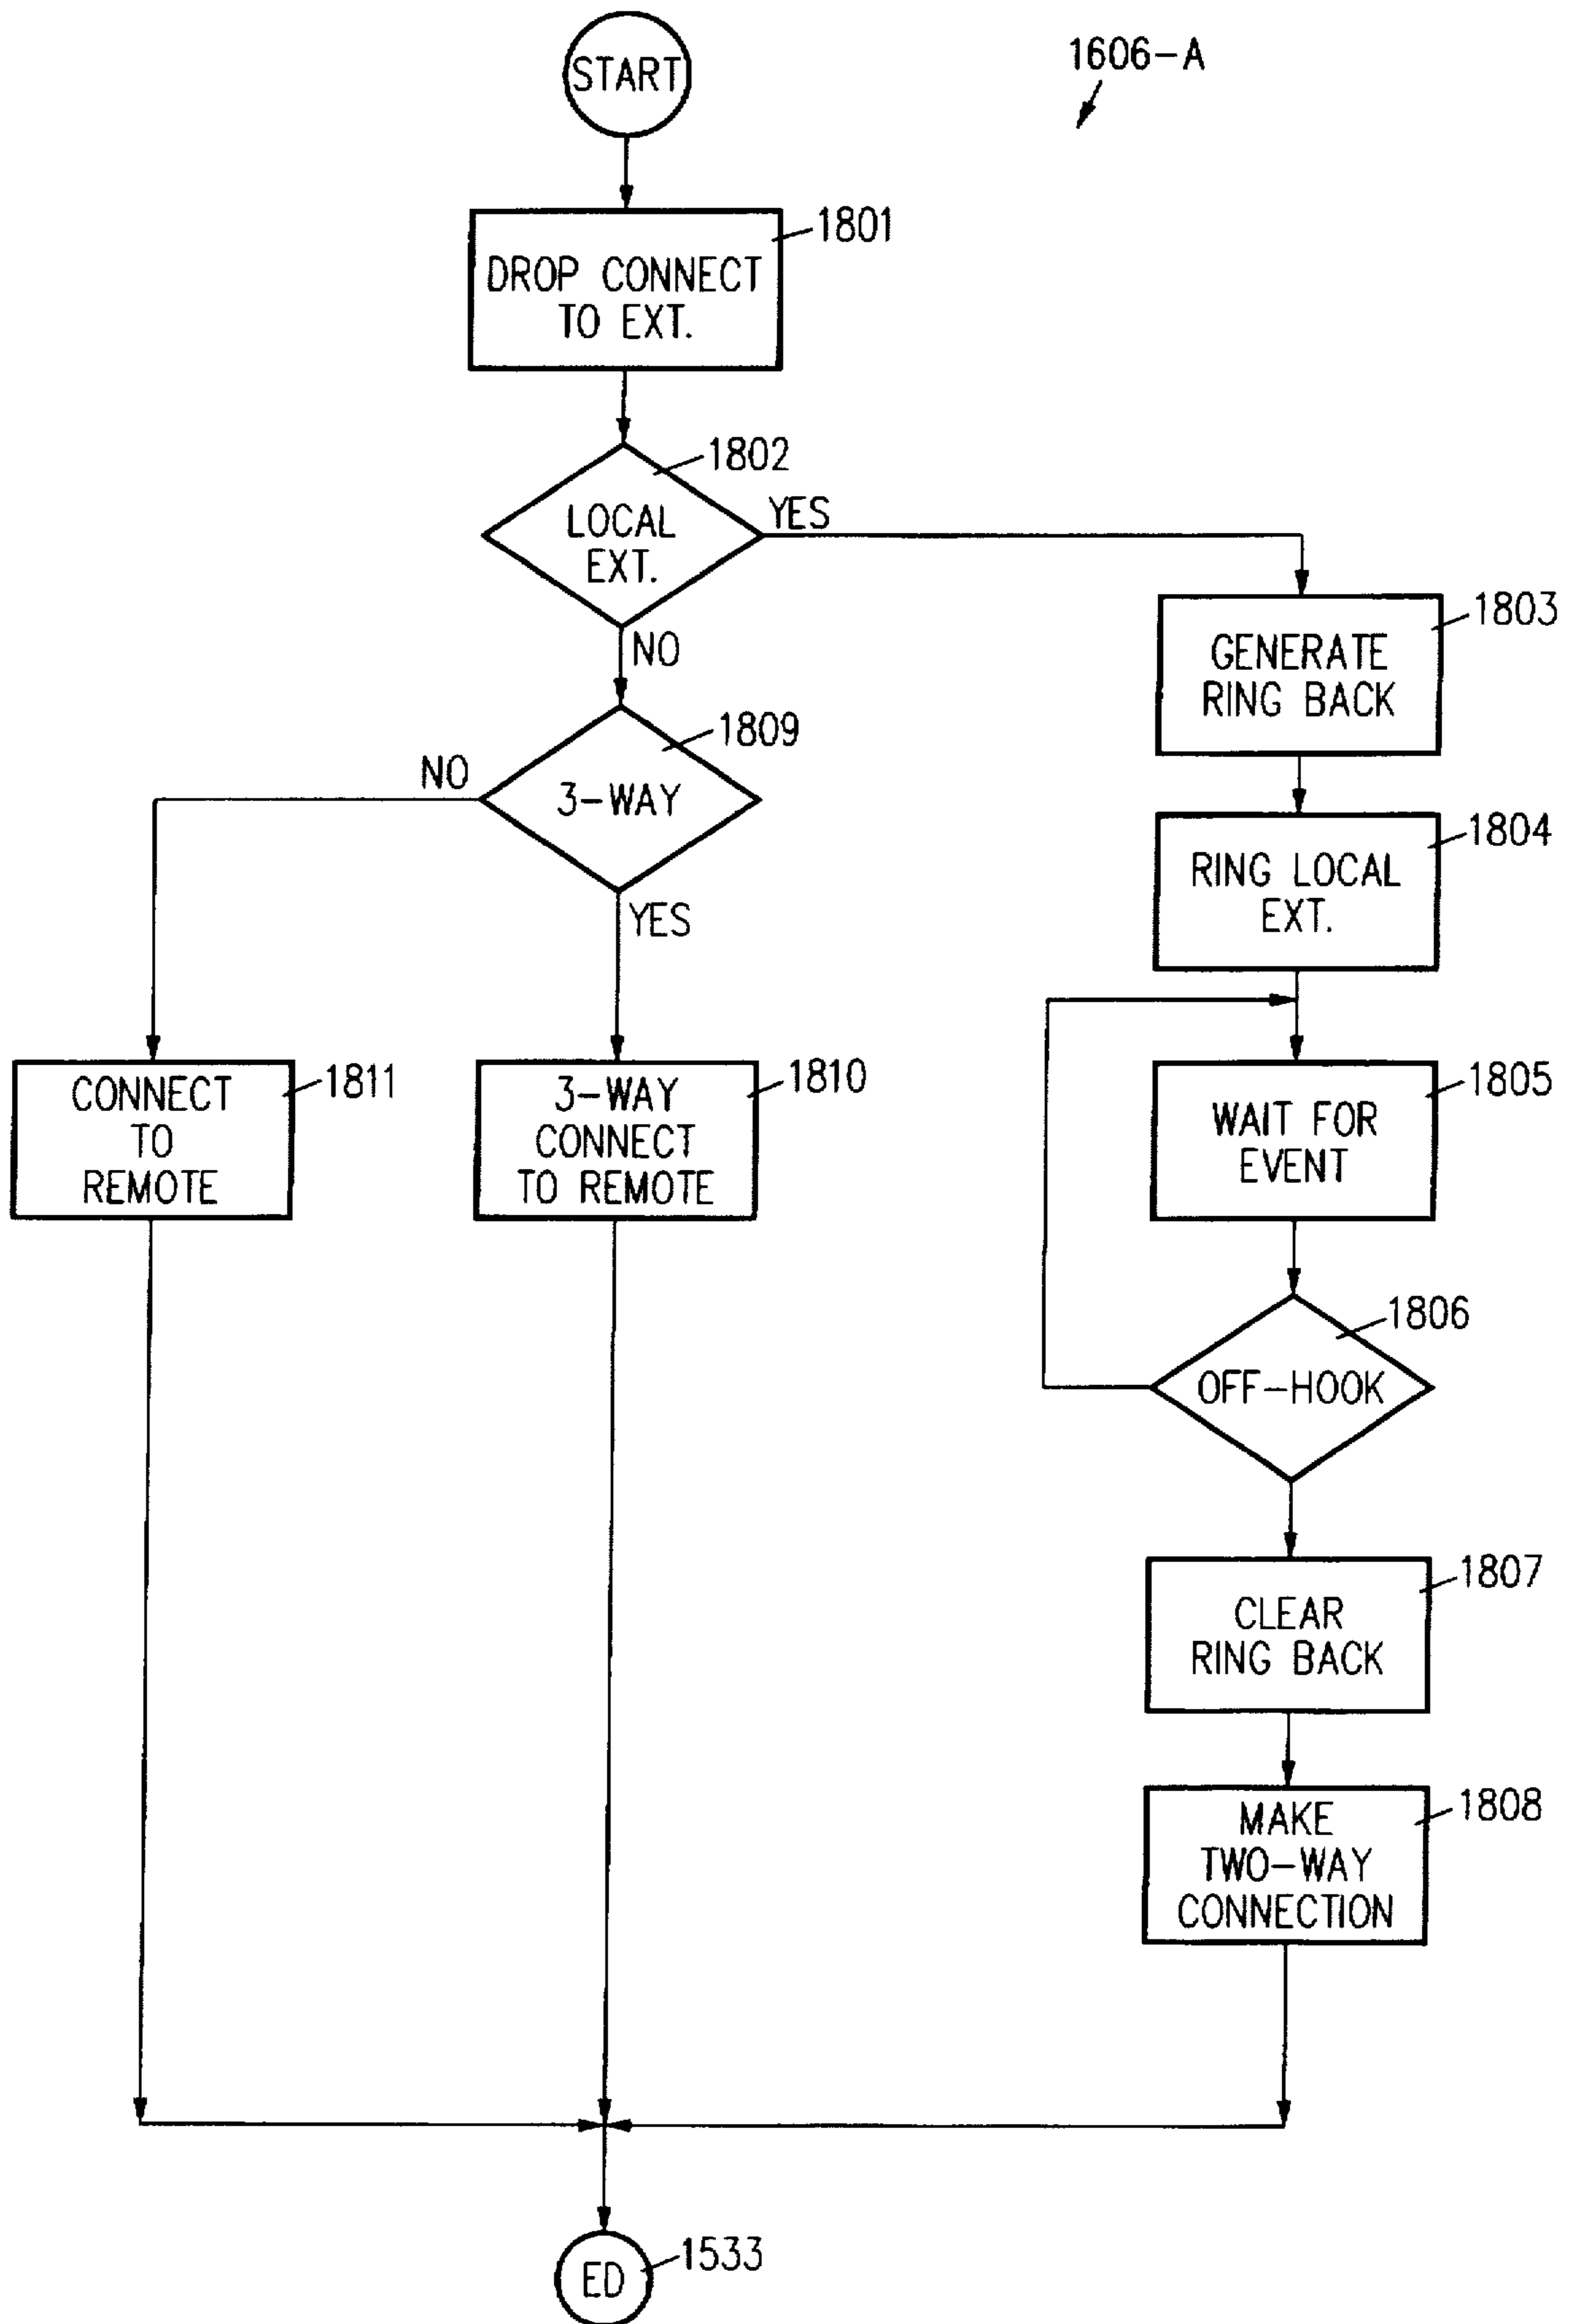 START
1606-A
1801
DROP CONNECT
TO EXT.
1802
LOCAL
EXT.
YES
NO
1803
GENERATE
RING BACK
1809
3-WAY
NO
YES
1804
RING LOCAL
EXT.
1811
CONNECT
TO
REMOTE
1810
3-WAY
CONNECT
TO REMOTE
1805
WAIT FOR
EVENT
1806
OFF-HOOK
1807
CLEAR
RING BACK
1808
MAKE
TWO-WAY
CONNECTION
1533
ED